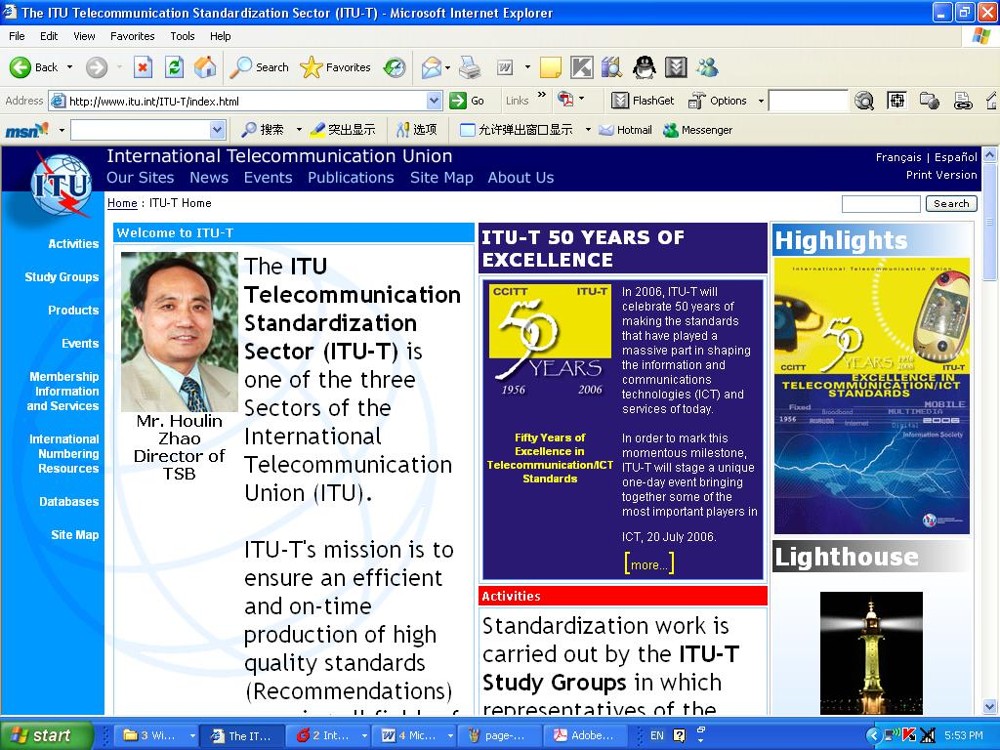 The ITU Telecommunication Standardization Sector (ITU-T) - Microsoft Internet Explorer
File Edit View Favorites Tools Help
Back Search Favorites
Address http://www.itu.int/ITU-T/index.html Go Links » FlashGet Options
msn 搜索 突出显示 选项 允许弹出窗口显示 Hotmail Messenger
ITU
International Telecommunication Union
Our Sites News Events Publications Site Map About Us
Français | Español
Print Version
Home : ITU-T Home
Search
Activities
Study Groups
Products
Events
Membership
Information
and Services
International
Numbering
Resources
Databases
Site Map
Welcome to ITU-T
Mr. Houlin
Zhao
Director of
TSB
The ITU
Telecommunication
Standardization
Sector (ITU-T) is
one of the three
Sectors of the
International
Telecommunication
Union (ITU).
ITU-T's mission is to
ensure an efficient
and on-time
production of high
quality standards
(Recommendations)
ITU-T 50 YEARS OF
EXCELLENCE
CCITT ITU-T
50
YEARS
1956 2006
Fifty Years of
Excellence in
Telecommunication/ICT
Standards
In 2006, ITU-T will
celebrate 50 years of
making the standards
that have played a
massive part in shaping
the information and
communications
technologies (ICT) and
services of today.
In order to mark this
momentous milestone,
ITU-T will stage a unique
one-day event bringing
together some of the
most important players in
ICT, 20 July 2006.
[more...]
Activities
Standardization work is
carried out by the ITU-T
Study Groups in which
representatives of the
Highlights
International Telecommunication Union
50
YEARS
CCITT ITU-T
EXCELLENCE IN
TELECOMMUNICATION/ICT
STANDARDS
Fixed Broadband MOBILE
MULTIMEDIA
1956 Internet Digital 2006
Information Society
Lighthouse
start 3 Wi... The IT... 2 Int... 4 Mic... page-... Adobe... EN 5:53 PM